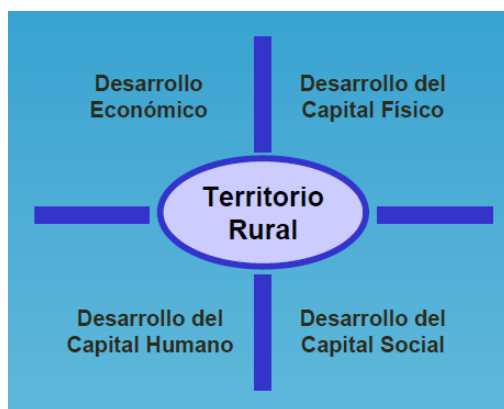 Desarrollo
Económico
Desarrollo del
Capital Físico
Territorio
Rural
Desarrollo del
Capital Humano
Desarrollo del
Capital Social